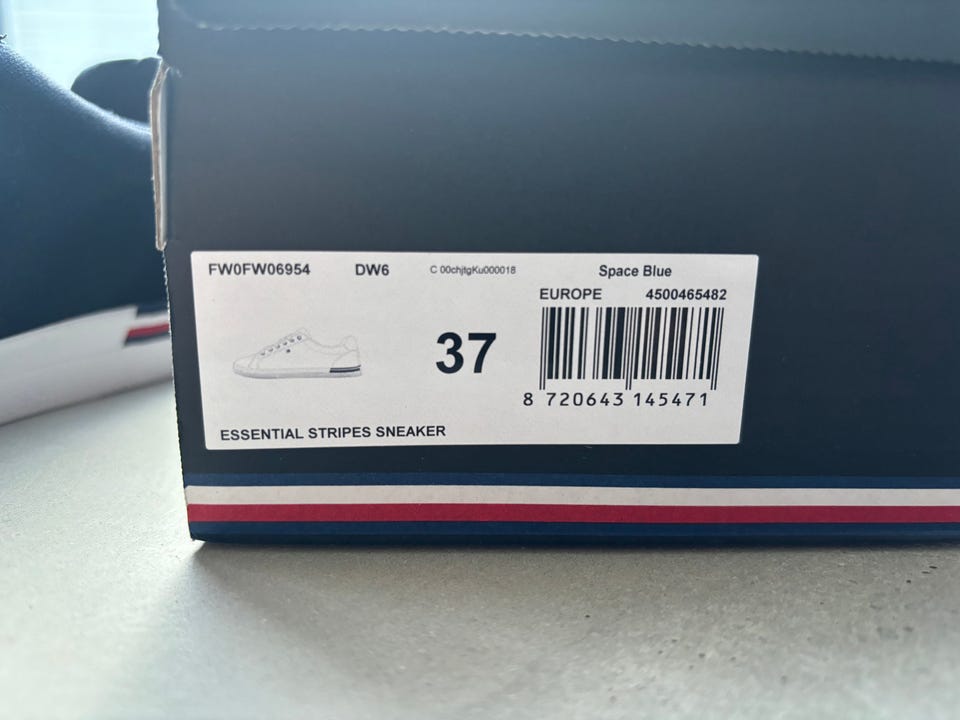 FW0FW06954 DW6 C 00chjtgKu000018 Space Blue
EUROPE 4500465482
37
8 720643 145471
ESSENTIAL STRIPES SNEAKER